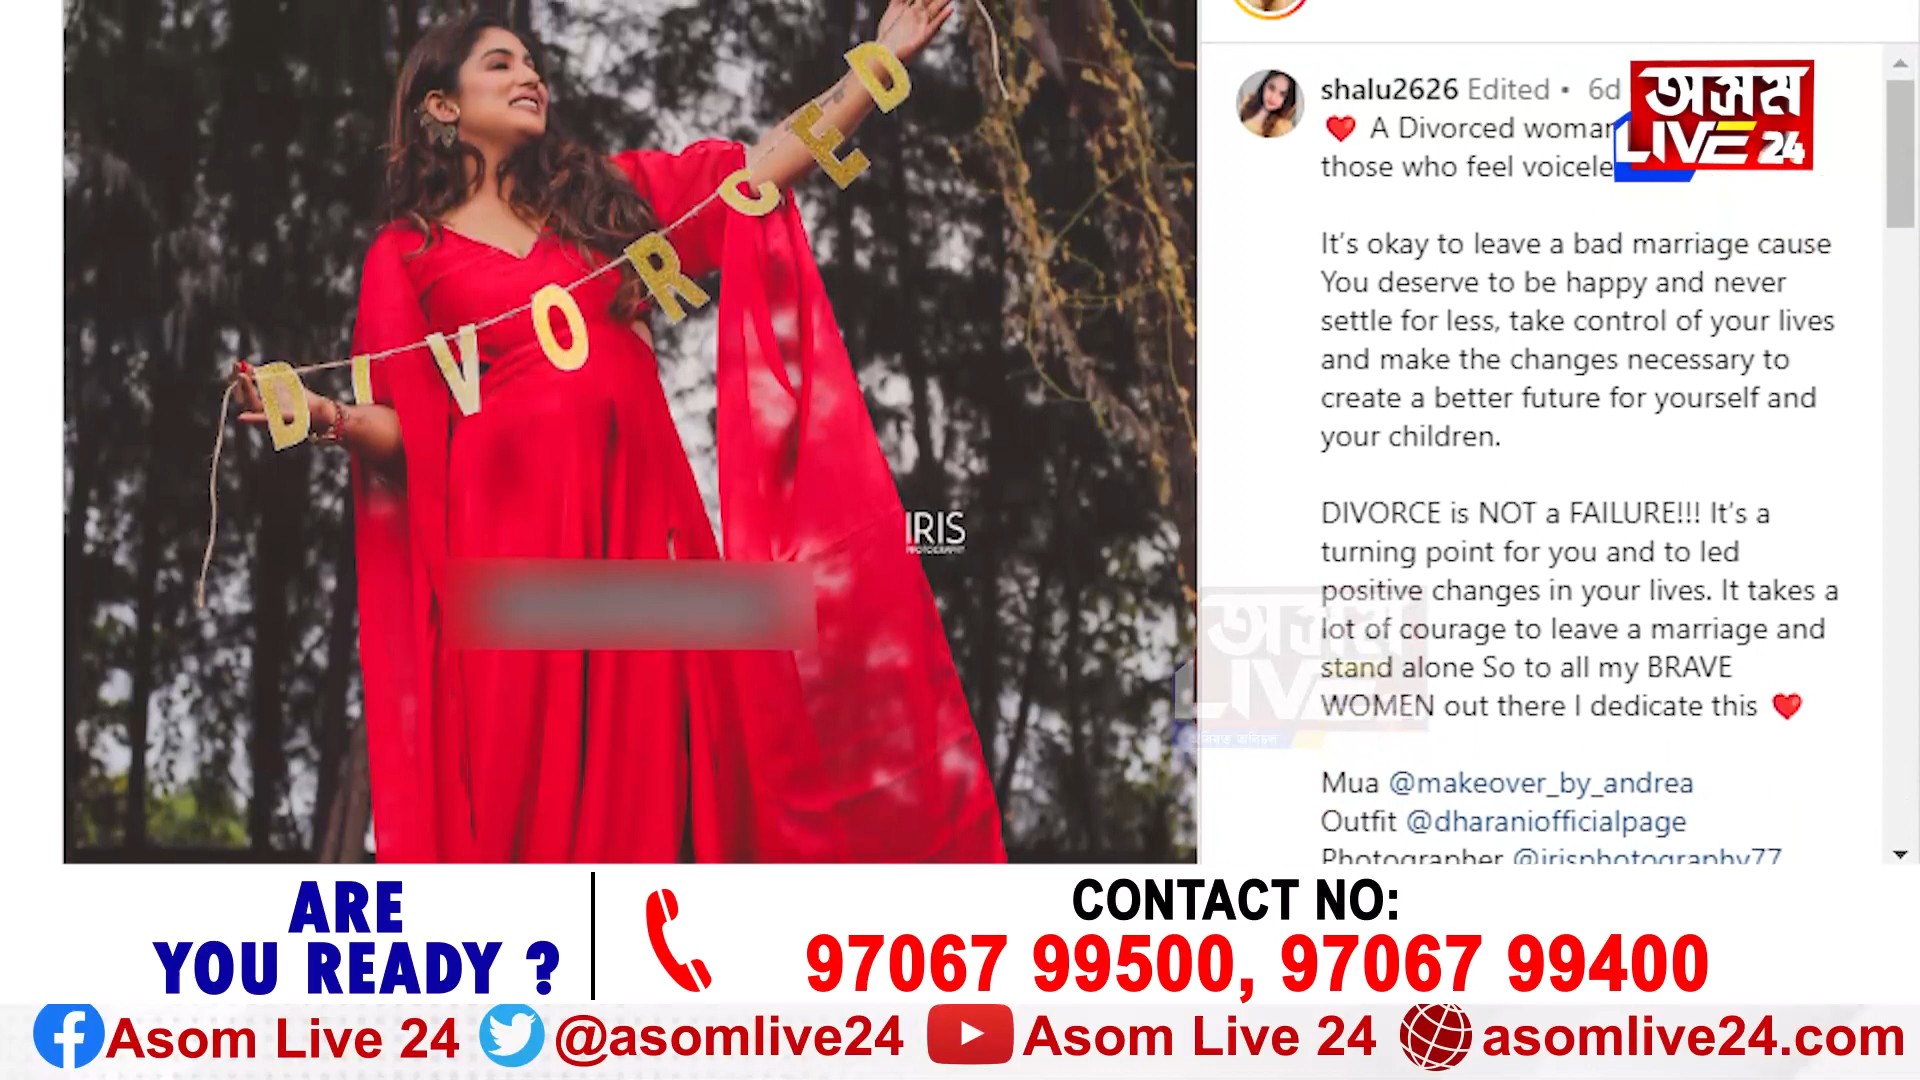 DIVORCED
IRIS
PHOTOGRAPHY
shalu2626 Edited • 6d
❤️ A Divorced woman
those who feel voicele
It's okay to leave a bad marriage cause
You deserve to be happy and never
settle for less, take control of your lives
and make the changes necessary to
create a better future for yourself and
your children.
DIVORCE is NOT a FAILURE!!! It's a
turning point for you and to led
positive changes in your lives. It takes a
lot of courage to leave a marriage and
stand alone So to all my BRAVE
WOMEN out there I dedicate this ❤️
Mua @makeover_by_andrea
Outfit @dharaniofficialpage
Photographer @irisphotography77
অসম
LIVE 24
অসম
LIVE
ARE
YOU READY ?
CONTACT NO:
97067 99500, 97067 99400
Asom Live 24 @asomlive24 Asom Live 24 asomlive24.com